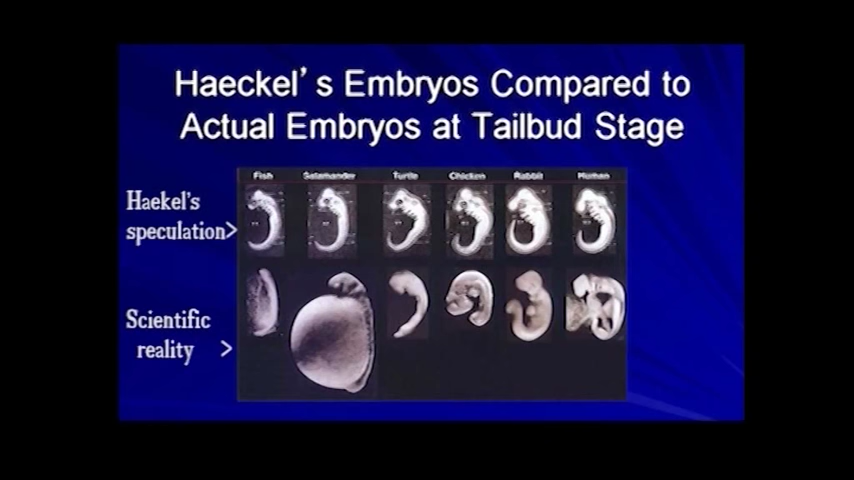 Haeckel's Embryos Compared to
Actual Embryos at Tailbud Stage
Fish Salamander Turtle Chicken Rabbit Human
Haekel's
speculation>
Scientific
reality >